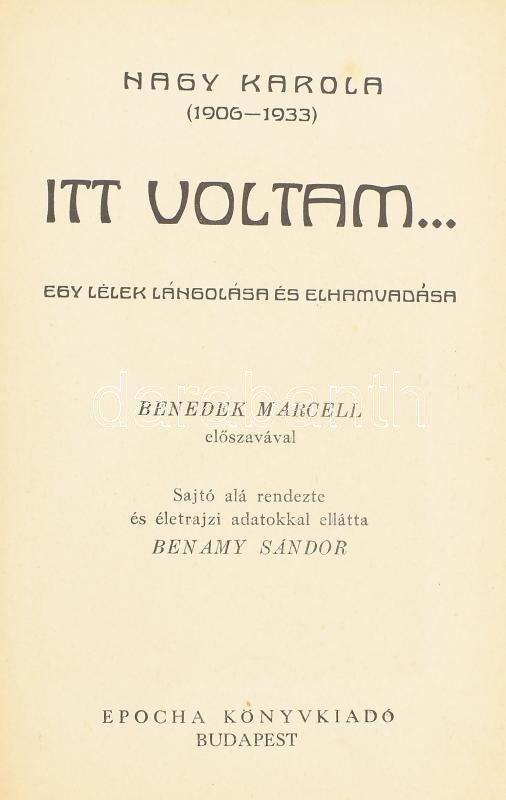 NAGY KAROLA
(1906—1933)
ITT VOLTAM...
EGY LÉLEK LÁNGOLÁSA ÉS ELHAMVADÁSA
darabanth
BENEDEK MARCELL
előszavával
Sajtó alá rendezte
és életrajzi adatokkal ellátta
BENAMY SÁNDOR
EPOCHA KÖNYVKIADÓ
BUDAPEST